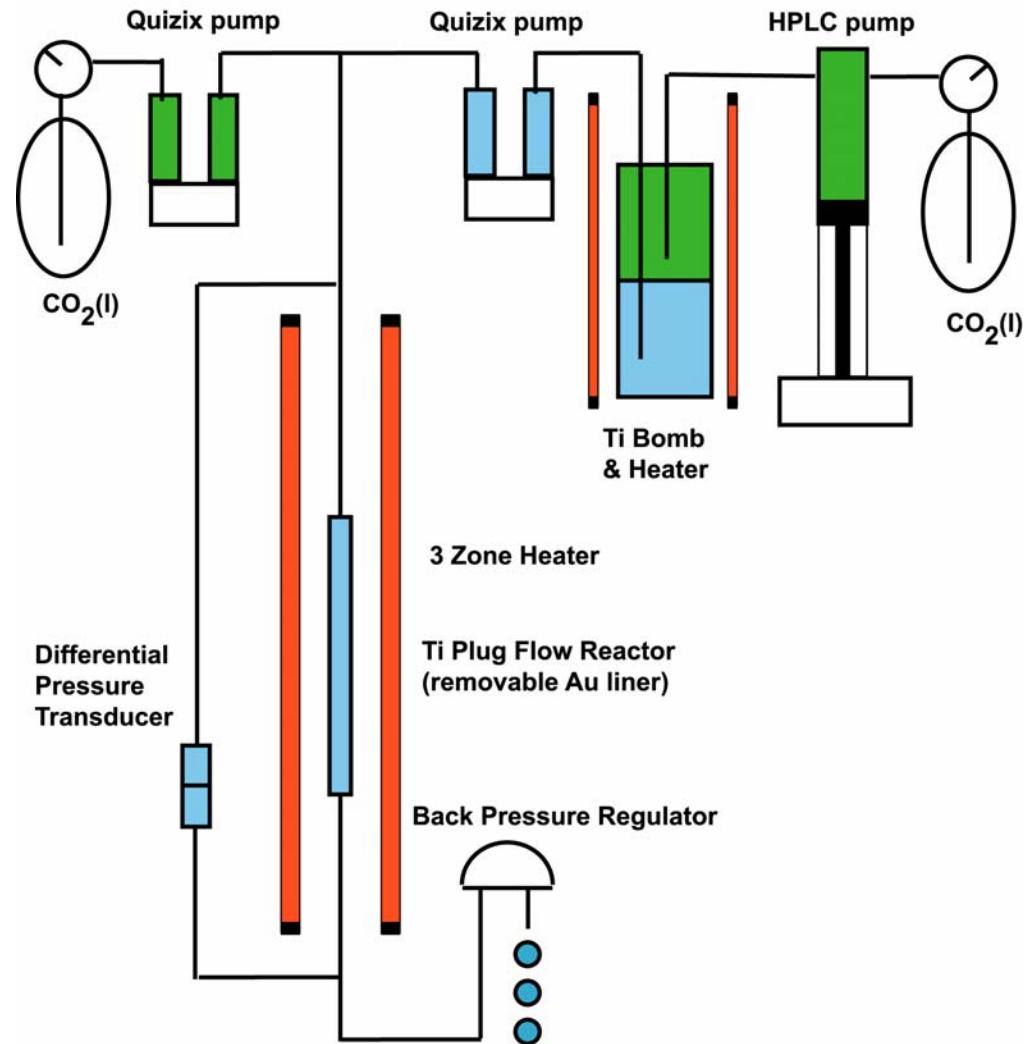 Quizix pump
Quizix pump
HPLC pump
CO2(l)
CO2(l)
Ti Bomb
& Heater
3 Zone Heater
Ti Plug Flow Reactor
(removable Au liner)
Differential
Pressure
Transducer
Back Pressure Regulator